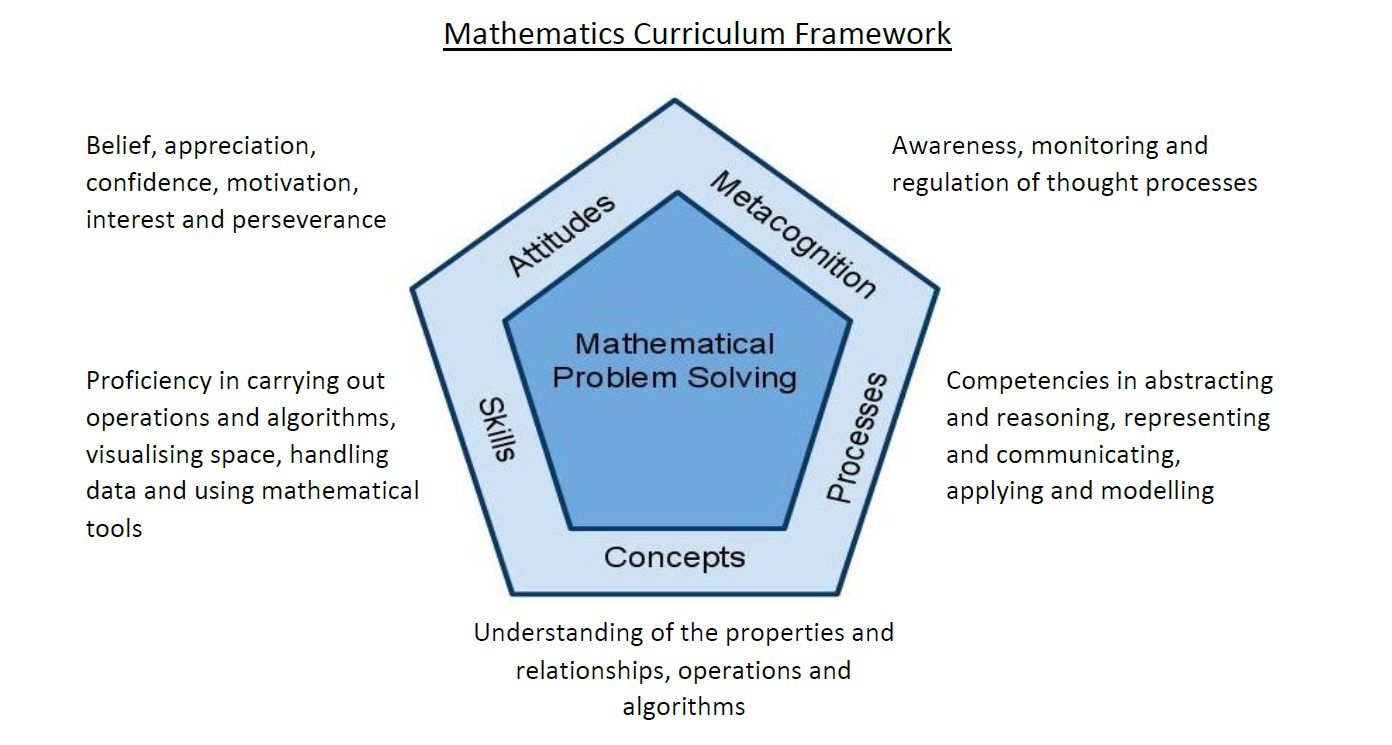 Mathematics Curriculum Framework
Belief, appreciation,
confidence, motivation,
interest and perseverance
Awareness, monitoring and
regulation of thought processes
Attitudes
Metacognition
Mathematical
Problem Solving
Proficiency in carrying out
operations and algorithms,
visualising space, handling
data and using mathematical
tools
Skills
Processes
Competencies in abstracting
and reasoning, representing
and communicating,
applying and modelling
Concepts
Understanding of the properties and
relationships, operations and
algorithms